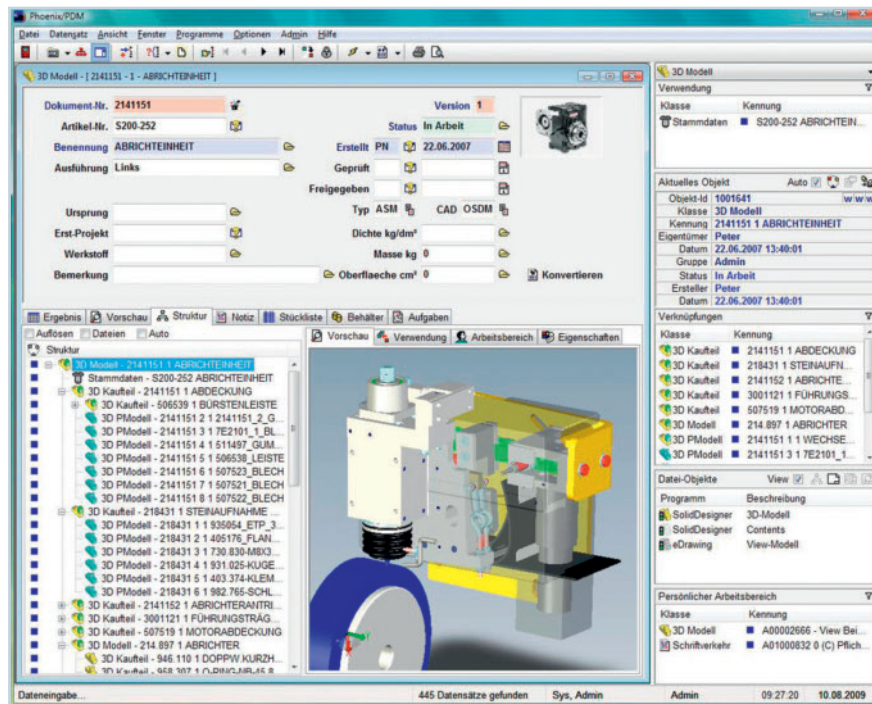 Phoenix/PDM
Datei Datensatz Ansicht Fenster Programme Optionen Admin Hilfe
3D Modell - [ 2141151 - 1 - ABRICHTEINHEIT ]
Dokument-Nr. 2141151 Version 1
Artikel-Nr. S200-252 Status In Arbeit
Benennung ABRICHTEINHEIT Erstellt PN 22.06.2007
Ausführung Links Geprüft
Freigegeben
Ursprung Typ ASM CAD OSDM
Erst-Projekt Dichte kg/dm³
Werkstoff Masse kg 0
Bemerkung Oberflaeche cm² 0 Konvertieren
Ergebnis Vorschau Struktur Notiz Stückliste Behälter Aufgaben
Auflösen Dateien Auto
Struktur
3D Modell - 2141151 1 ABRICHTEINHEIT
Stammdaten - S200-252 ABRICHTEINHEIT
3D Kaufteil - 2141151 1 ABDECKUNG
3D Kaufteil - 506539 1 BÜRSTENLEISTE
3D PModell - 2141151 2 1 2141151_2_G...
3D PModell - 2141151 3 1 7E2101_1_BL...
3D PModell - 2141151 4 1 511497_GUM...
3D PModell - 2141151 5 1 506538_LEISTE
3D PModell - 2141151 6 1 507523_BLECH
3D PModell - 2141151 7 1 507521_BLECH
3D PModell - 2141151 8 1 507522_BLECH
3D Kaufteil - 218431 1 STEINAUFNAHME ...
3D PModell - 218431 1 1 935054_ETP_3...
3D PModell - 218431 2 1 405176_FLAN...
3D PModell - 218431 3 1 730.830-M8X3...
3D PModell - 218431 4 1 931.025-KUGE...
3D PModell - 218431 5 1 403.374-KLEM...
3D PModell - 218431 6 1 982.765-SCHL...
3D Kaufteil - 2141152 1 ABRICHTERANTRI...
3D Kaufteil - 3001121 1 FÜHRUNGSTRÄG...
3D Kaufteil - 507519 1 MOTORABDECKUNG
3D Modell - 214.897 1 ABRICHTER
3D Kaufteil - 946.110 1 DOPPW.KURZH...
3D Kaufteil - 958.307 1 O-RING-NB-45.8...
Vorschau Verwendung Arbeitsbereich Eigenschaften
3D Modell
Verwendung
Klasse Kennung
Stammdaten S200-252 ABRICHTEIN...
Aktuelles Objekt Auto
Objekt-Id 1001641 w w w
Klasse 3D Modell
Kennung 2141151 1 ABRICHTEINHEIT
Eigentümer Peter
Datum 22.06.2007 13:40:01
Gruppe Admin
Status In Arbeit
Ersteller Peter
Datum 22.06.2007 13:40:01
Verknüpfungen
Klasse Kennung
3D Kaufteil 2141151 1 ABDECKUNG
3D Kaufteil 218431 1 STEINAUFN...
3D Kaufteil 2141152 1 ABRICHTE...
3D Kaufteil 3001121 1 FÜHRUNGS...
3D Kaufteil 507519 1 MOTORABD...
3D Modell 214.897 1 ABRICHTER
3D PModell 2141151 1 1 WECHSE...
3D PModell 2141151 3 1 7E2101_1...
Datei-Objekte View
Programm Beschreibung
SolidDesigner 3D-Modell
SolidDesigner Contents
eDrawing View-Modell
Persönlicher Arbeitsbereich
Klasse Kennung
3D Modell A00002666 - View Bei...
Schriftverkehr A01000832 0 (C) Pflich...
Dateneingabe... 445 Datensätze gefunden Sys, Admin Admin 09:27:20 10.08.2009